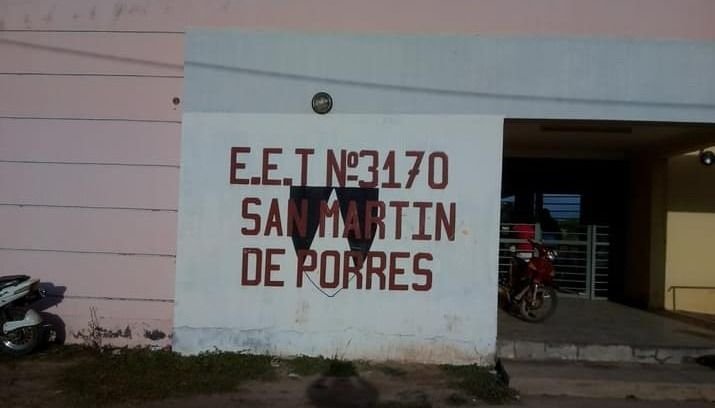 E.E.T Nº3170
SAN MARTIN
DE PORRES